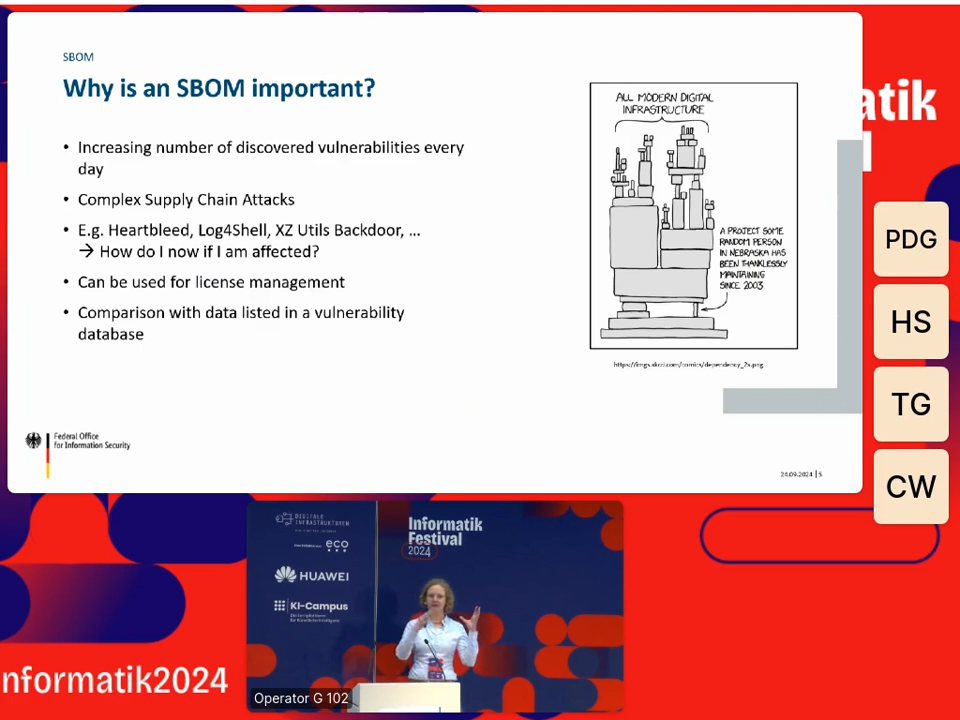 SBOM
Why is an SBOM important?
• Increasing number of discovered vulnerabilities every
day
• Complex Supply Chain Attacks
• E.g. Heartbleed, Log4Shell, XZ Utils Backdoor, ...
→ How do I now if I am affected?
• Can be used for license management
• Comparison with data listed in a vulnerability
database
ALL MODERN DIGITAL
INFRASTRUCTURE
A PROJECT SOME
RANDOM PERSON
IN NEBRASKA HAS
BEEN THANKLESSLY
MAINTAINING
SINCE 2003
https://imgs.xkcd.com/comics/dependency_2x.png
Federal Office
for Information Security
24.09.2024 | 5
atik
PDG
HS
TG
CW
DIGITALE
INFRASTRUKTUREN
eco
HUAWEI
KI-Campus
Informatik
Festival
2024
Operator G 102
nformatik2024